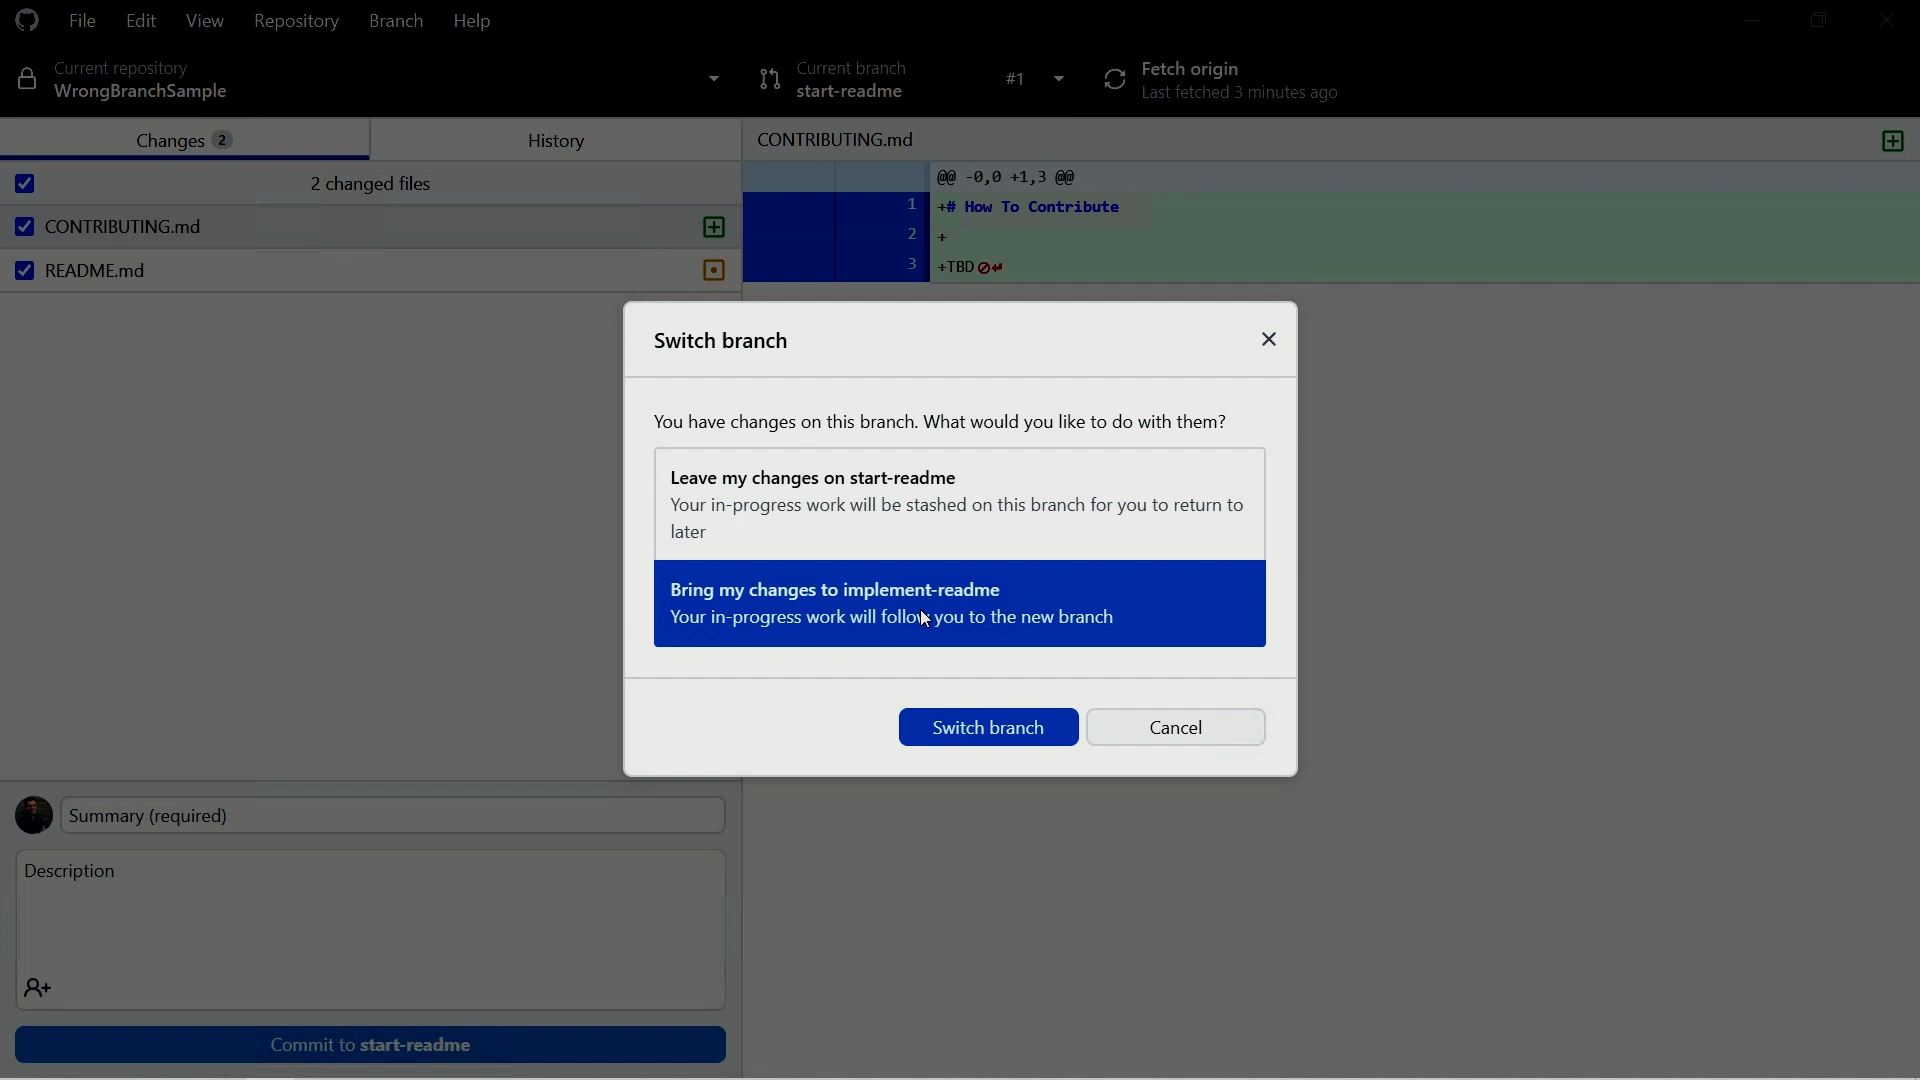 File Edit View Repository Branch Help
Current repository
WrongBranchSample
Current branch
start-readme
#1
Fetch origin
Last fetched 3 minutes ago
Changes 2
History
2 changed files
CONTRIBUTING.md
README.md
CONTRIBUTING.md
@@ -0,0 +1,3 @@
1 +# How To Contribute
2 +
3 +TBD
Switch branch
You have changes on this branch. What would you like to do with them?
Leave my changes on start-readme
Your in-progress work will be stashed on this branch for you to return to
later
Bring my changes to implement-readme
Your in-progress work will follow you to the new branch
Switch branch
Cancel
Summary (required)
Description
Commit to start-readme